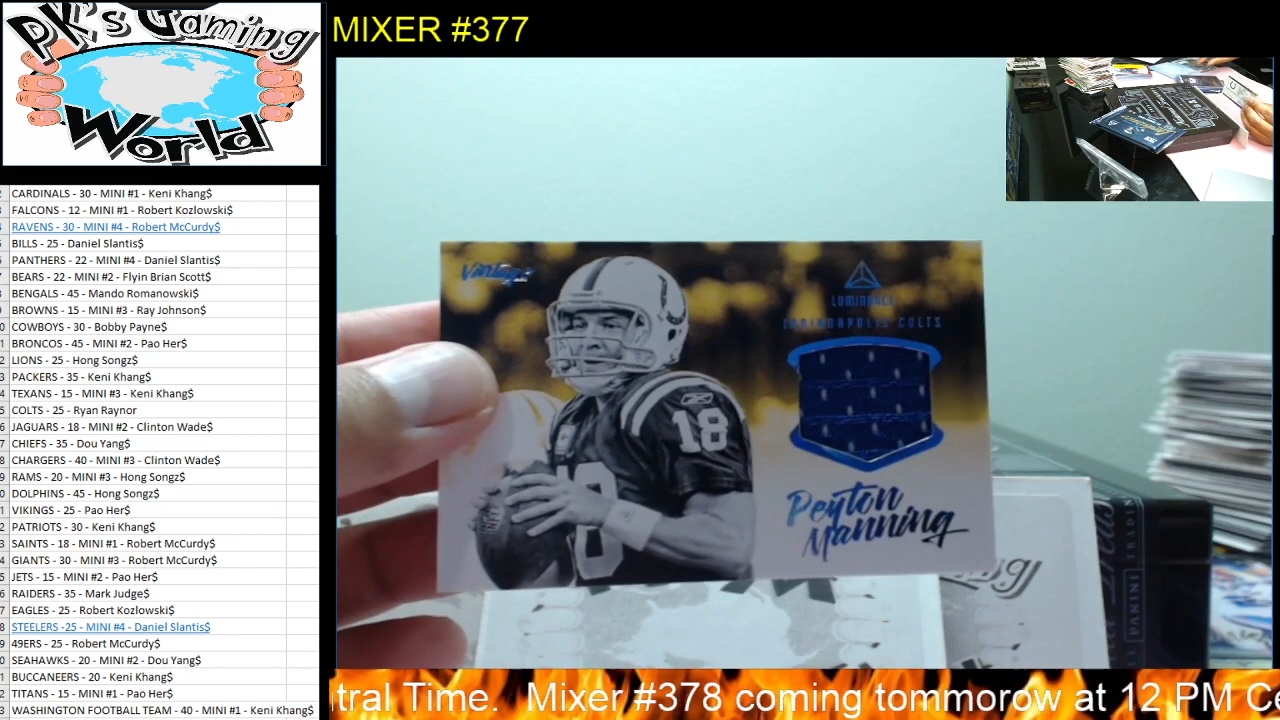 PK's Gaming
World
MIXER #377
CARDINALS - 30 - MINI #1 - Keni Khang$
FALCONS - 12 - MINI #1 - Robert Kozlowski$
RAVENS - 30 - MINI #4 - Robert McCurdy$
BILLS - 25 - Daniel Slantis$
PANTHERS - 22 - MINI #4 - Daniel Slantis$
BEARS - 22 - MINI #2 - Flyin Brian Scott$
BENGALS - 45 - Mando Romanowski$
BROWNS - 15 - MINI #3 - Ray Johnson$
COWBOYS - 30 - Bobby Payne$
BRONCOS - 45 - MINI #2 - Pao Her$
LIONS - 25 - Hong Songz$
PACKERS - 35 - Keni Khang$
TEXANS - 15 - MINI #3 - Keni Khang$
COLTS - 25 - Ryan Raynor
JAGUARS - 18 - MINI #2 - Clinton Wade$
CHIEFS - 35 - Dou Yang$
CHARGERS - 40 - MINI #3 - Clinton Wade$
RAMS - 20 - MINI #3 - Hong Songz$
DOLPHINS - 45 - Hong Songz$
VIKINGS - 25 - Pao Her$
PATRIOTS - 30 - Keni Khang$
SAINTS - 18 - MINI #1 - Robert McCurdy$
GIANTS - 30 - MINI #3 - Robert McCurdy$
JETS - 15 - MINI #2 - Pao Her$
RAIDERS - 35 - Mark Judge$
EAGLES - 25 - Robert Kozlowski$
STEELERS -25 - MINI #4 - Daniel Slantis$
49ERS - 25 - Robert McCurdy$
SEAHAWKS - 20 - MINI #2 - Dou Yang$
BUCCANEERS - 20 - Keni Khang$
TITANS - 15 - MINI #1 - Pao Her$
WASHINGTON FOOTBALL TEAM - 40 - MINI #1 - Keni Khang$
Vintage
LUMINANCE
INDIANAPOLIS COLTS
18
Peyton
Manning
PANINI
tral Time. Mixer #378 coming tommorow at 12 PM Ce